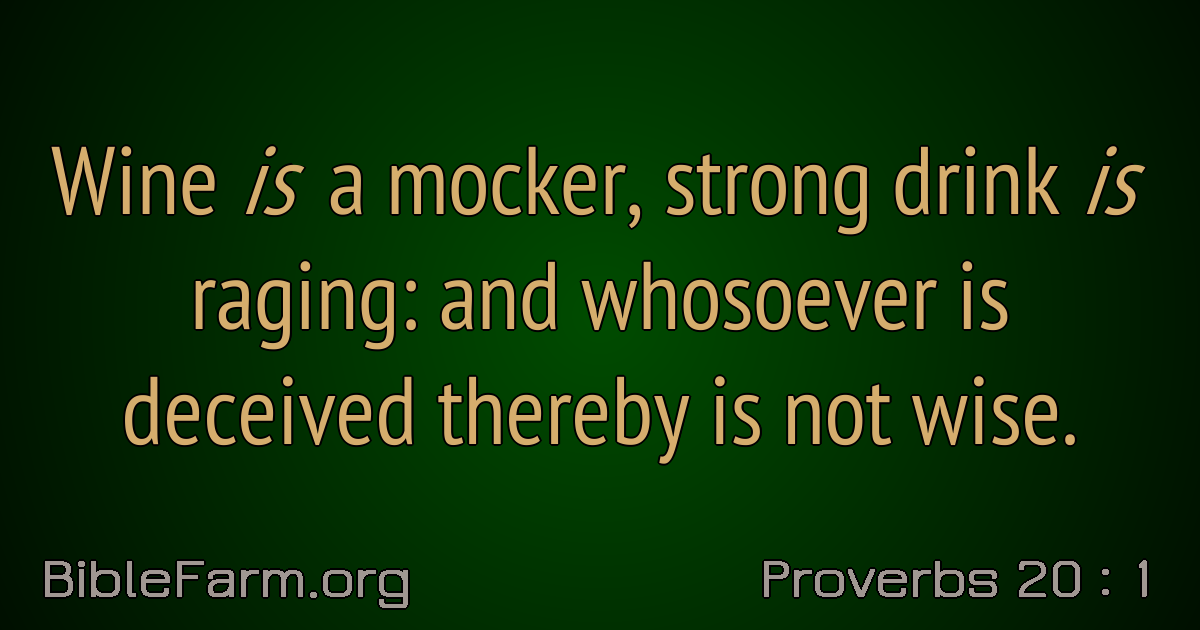 Wine is a mocker, strong drink is
raging: and whosoever is
deceived thereby is not wise.
BibleFarm.org
Proverbs 20 : 1